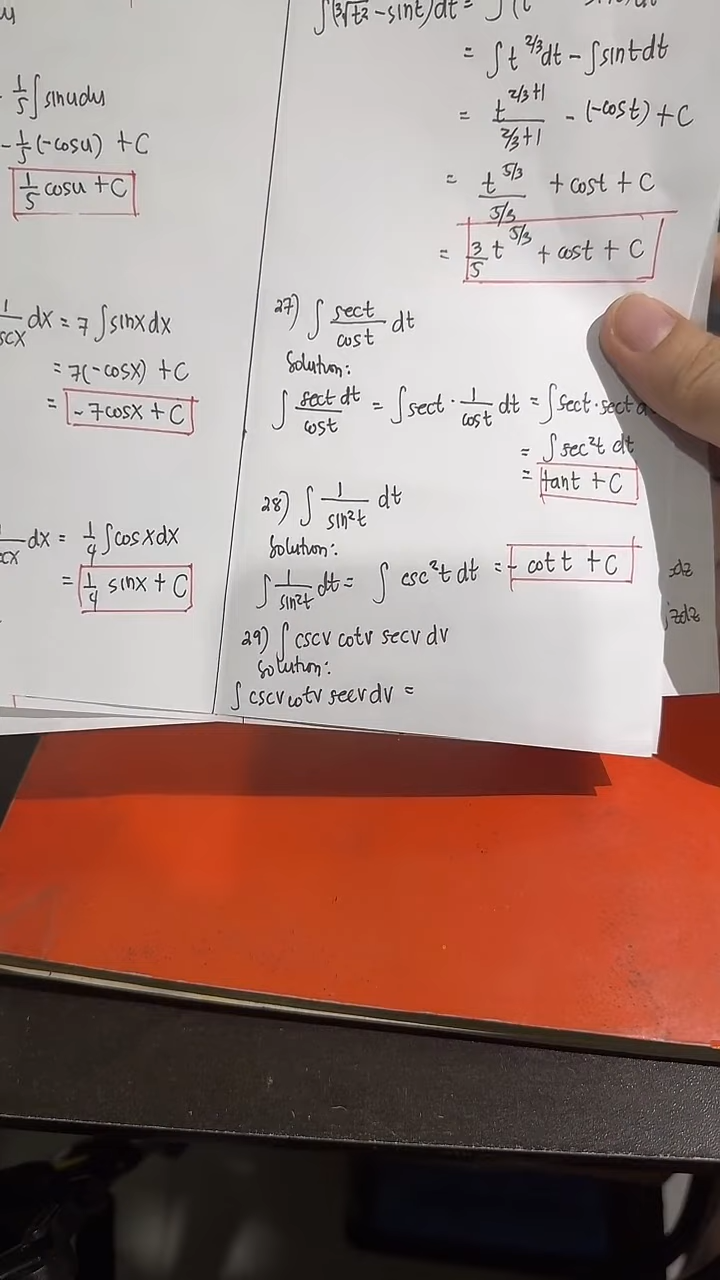 1/5 ∫ sinu du
-1/5 (-cosu) + C
1/5 cosu + C
dx = 7 ∫ sinx dx
= 7(-cosx) + C
= -7cosx + C
dx = 1/4 ∫ cosx dx
= 1/4 sinx + C
∫(∛t² - sint)dt =
= ∫ t^2/3 dt - ∫ sint dt
= t^2/3+1 / 2/3+1 - (-cost) + C
= t^5/3 / 5/3 + cost + C
= 3/5 t^5/3 + cost + C
27) ∫ sect/cost dt
Solution:
∫ sect dt/cost = ∫ sect · 1/cost dt = ∫ sect · sect
= ∫ sec²t dt
= tant + C
28) ∫ 1/sin²t dt
Solution:
∫ 1/sin²t dt = ∫ csc²t dt = - cot t + C
29) ∫ cscv cotv secv dv
Solution:
∫ cscv cotv secv dv =
zdz